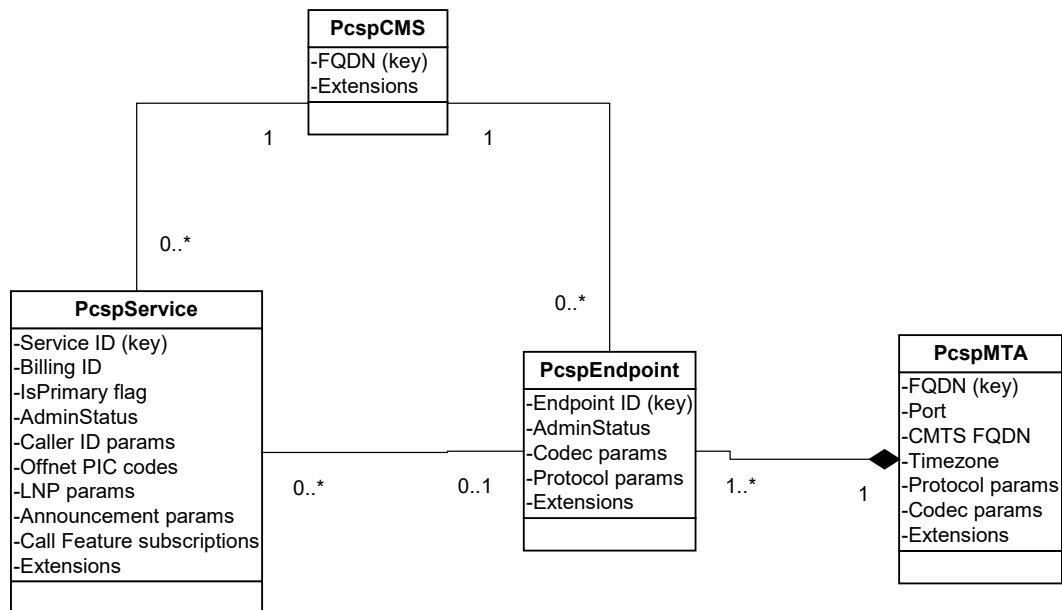 PcspCMS
-FQDN (key)
-Extensions
1
1
0..*
0..*
PcspService
-Service ID (key)
-Billing ID
-IsPrimary flag
-AdminStatus
-Caller ID params
-Offnet PIC codes
-LNP params
-Announcement params
-Call Feature subscriptions
-Extensions
0..*
0..1
PcspEndpoint
-Endpoint ID (key)
-AdminStatus
-Codec params
-Protocol params
-Extensions
1..*
1
PcspMTA
-FQDN (key)
-Port
-CMTS FQDN
-Timezone
-Protocol params
-Codec params
-Extensions